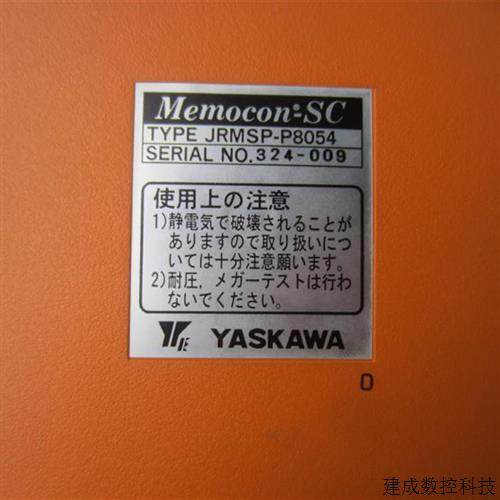 Memocon-SC
TYPE JRMSP-P8054
SERIAL NO. 324-009
使用上の注意
1)静電気で破壊されることが
ありますので取り扱いにつ
いては十分注意願います。
2)耐圧，メガーテストは行わ
ないでください。
YE YASKAWA
0
建成数控科技